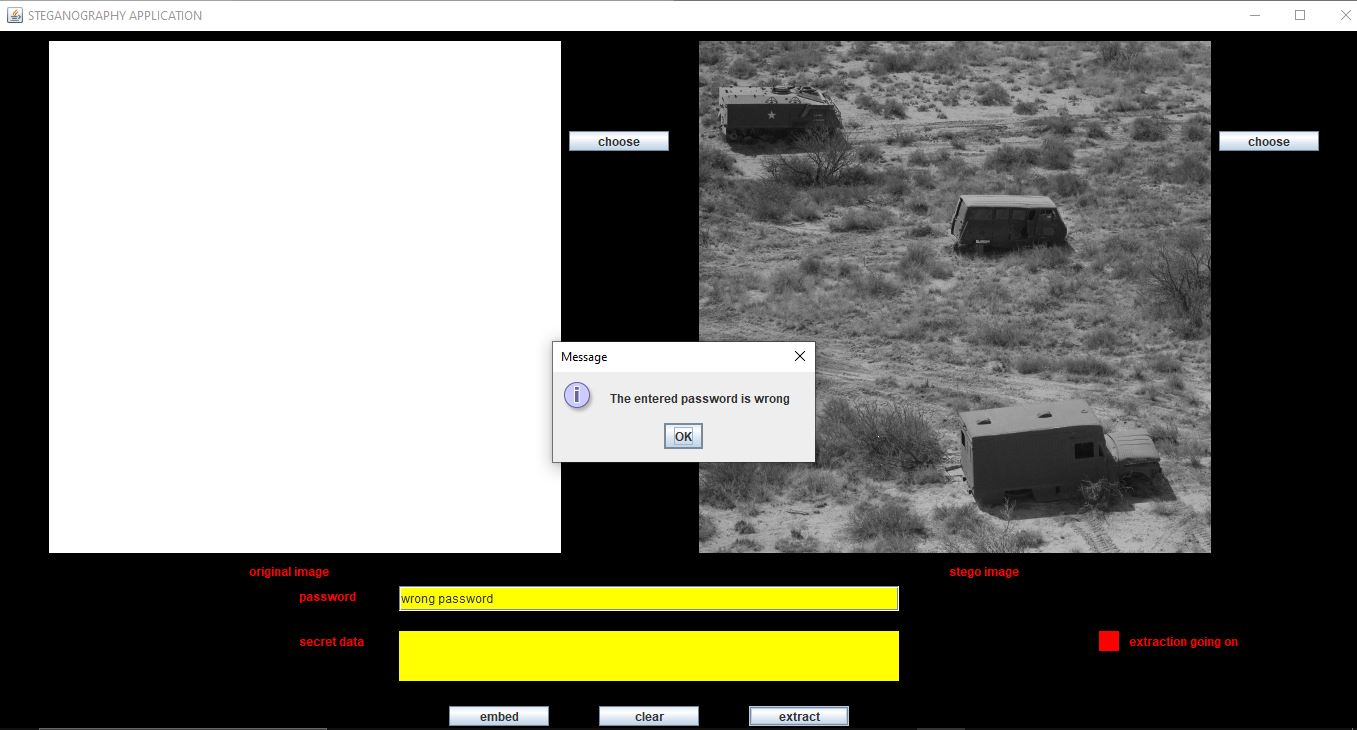 STEGANOGRAPHY APPLICATION
choose
choose
Message
The entered password is wrong
OK
original image
stego image
password
wrong password
secret data
extraction going on
embed
clear
extract